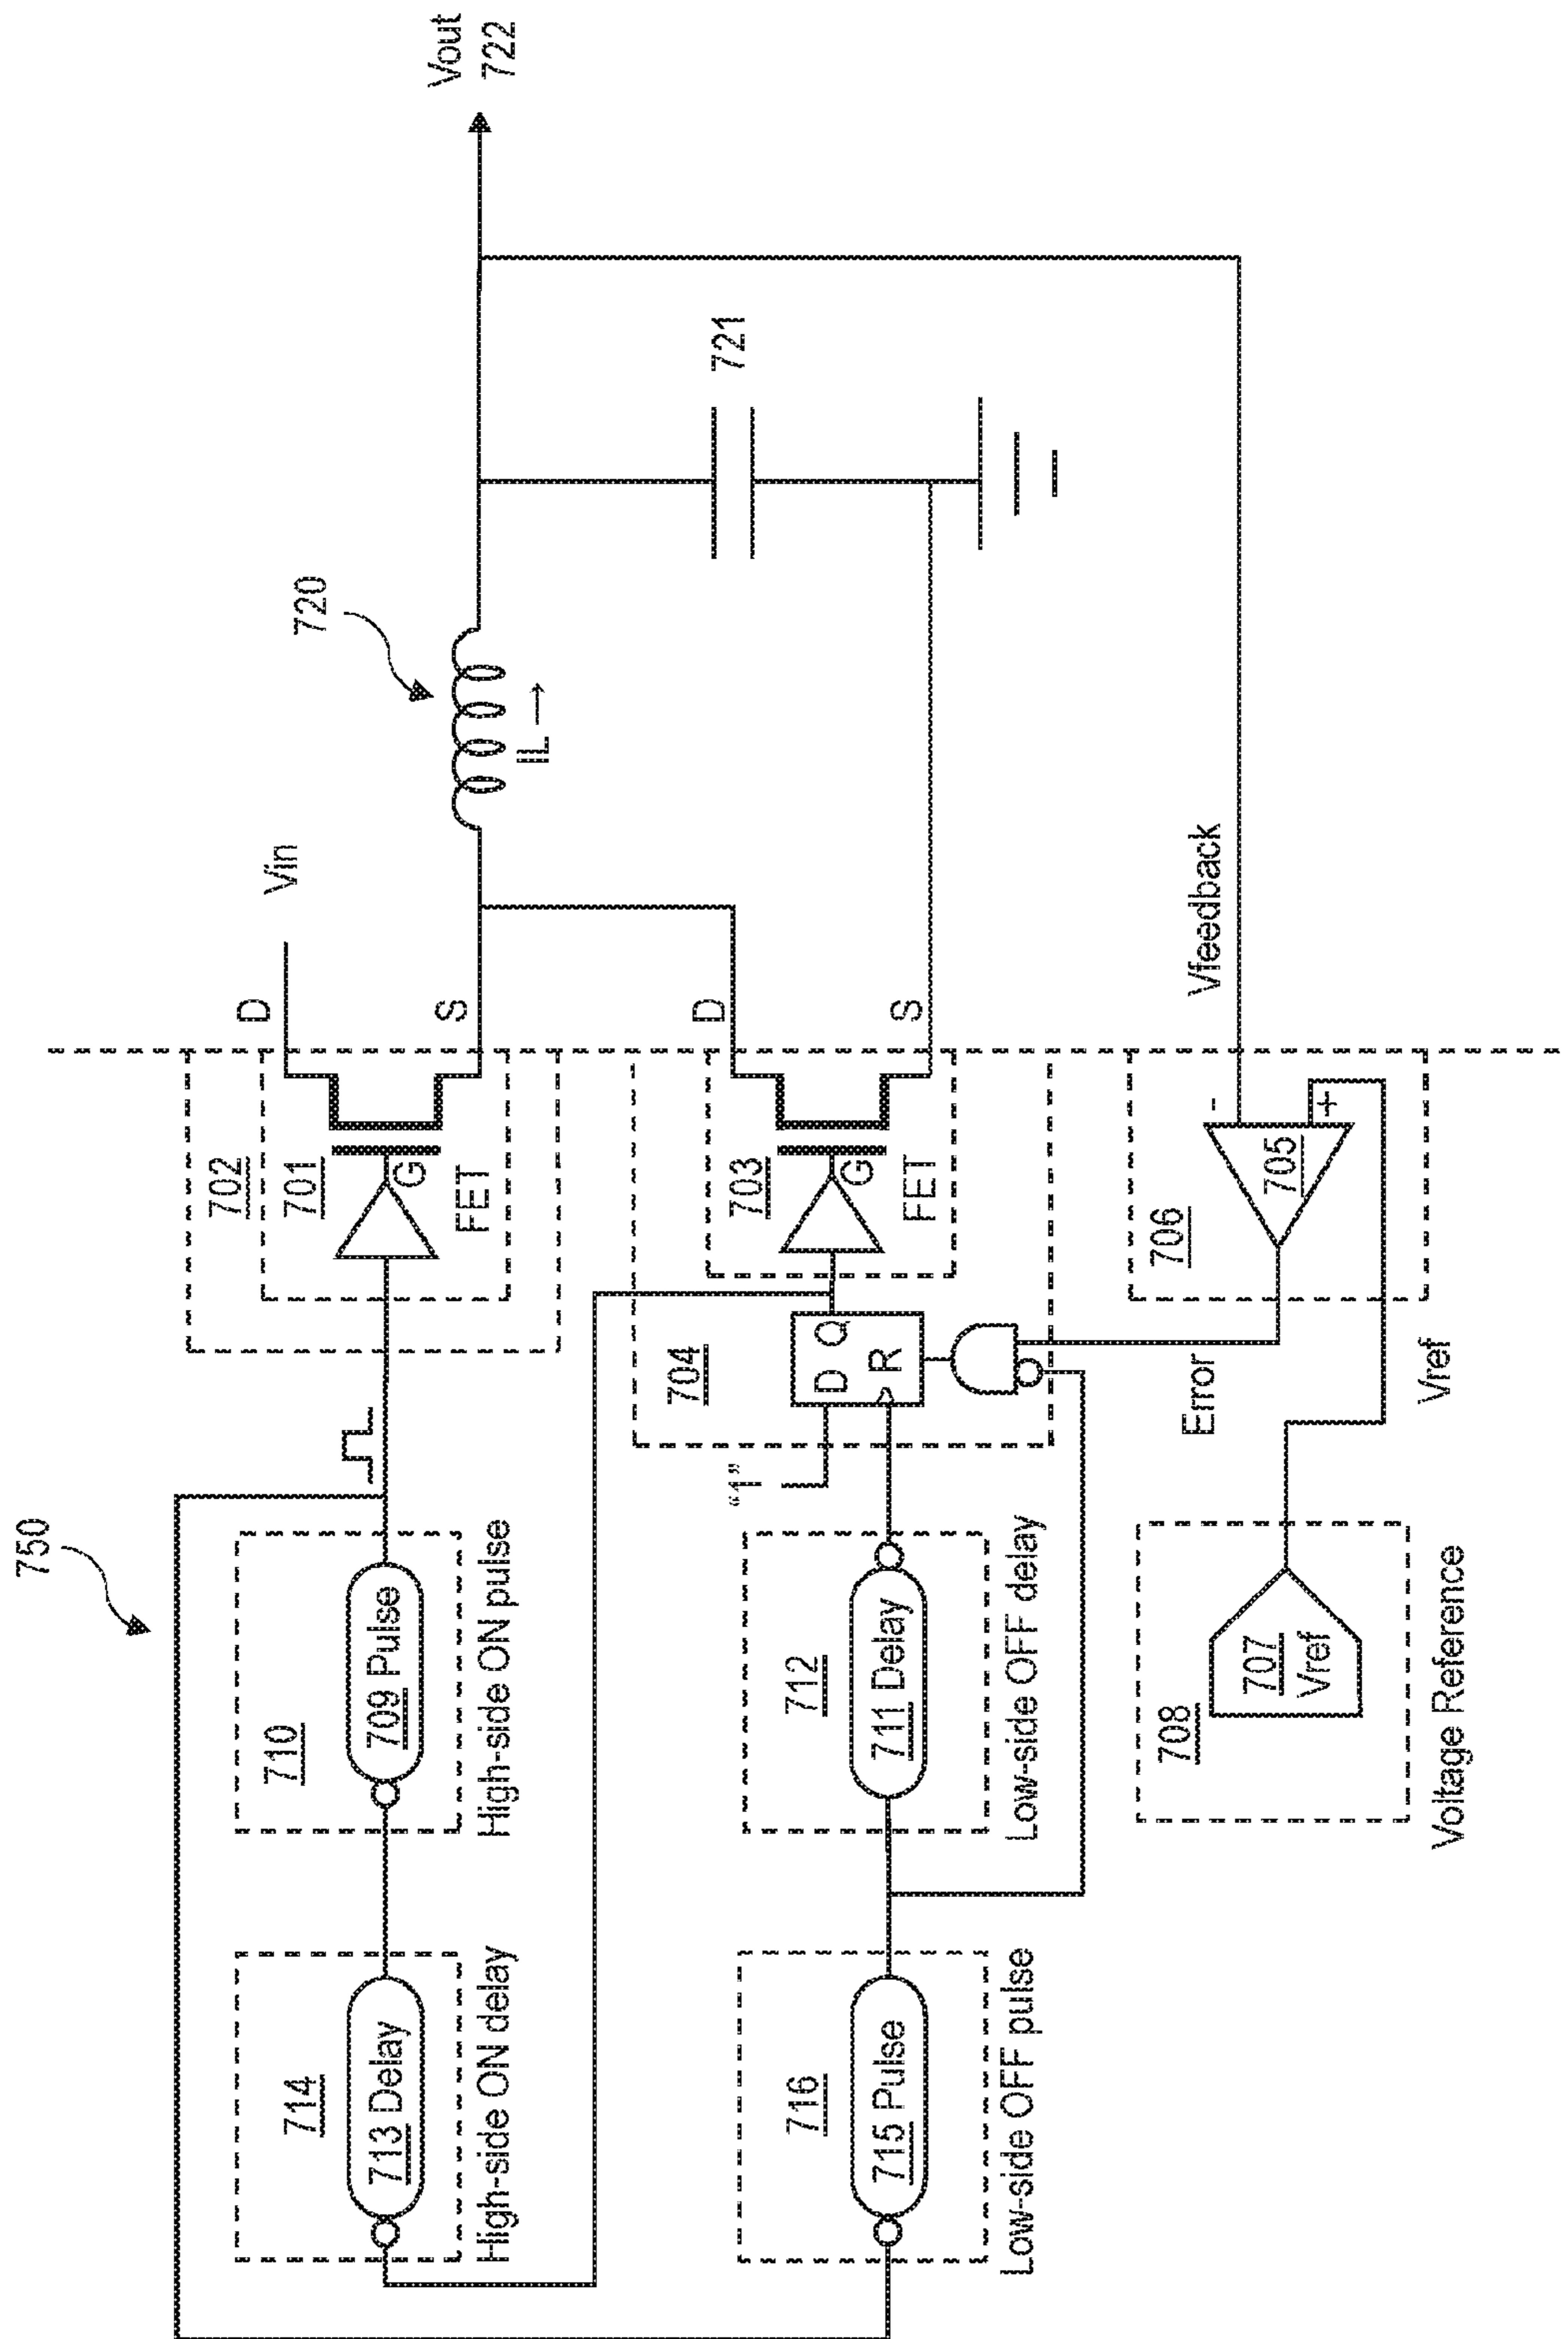 750
720
Vout
722
Vin
D
S
IL
721
702
701
G
FET
710
709 Pulse
High-side ON pulse
714
713 Delay
High-side ON delay
D
S
703
G
FET
704
D Q
R
"1"
712
711 Delay
Low-side OFF delay
716
715 Pulse
Low-side OFF pulse
Vfeedback
-
+
705
706
Error
Vref
708
707
Vref
Voltage Reference